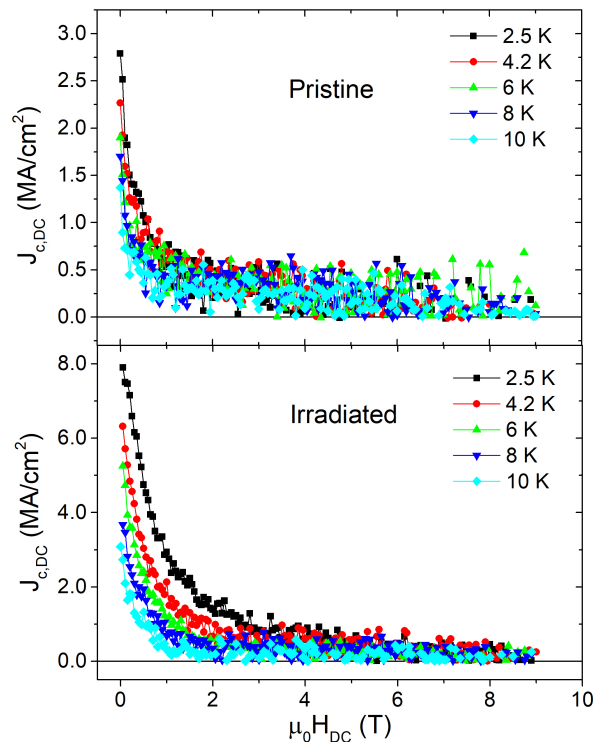 3.0
2.5
2.0
1.5
1.0
0.5
0.0
J_c,DC (MA/cm²)
Pristine
2.5 K
4.2 K
6 K
8 K
10 K
8.0
6.0
4.0
2.0
0.0
J_c,DC (MA/cm²)
Irradiated
2.5 K
4.2 K
6 K
8 K
10 K
0 2 4 6 8 10
μ₀H_DC (T)